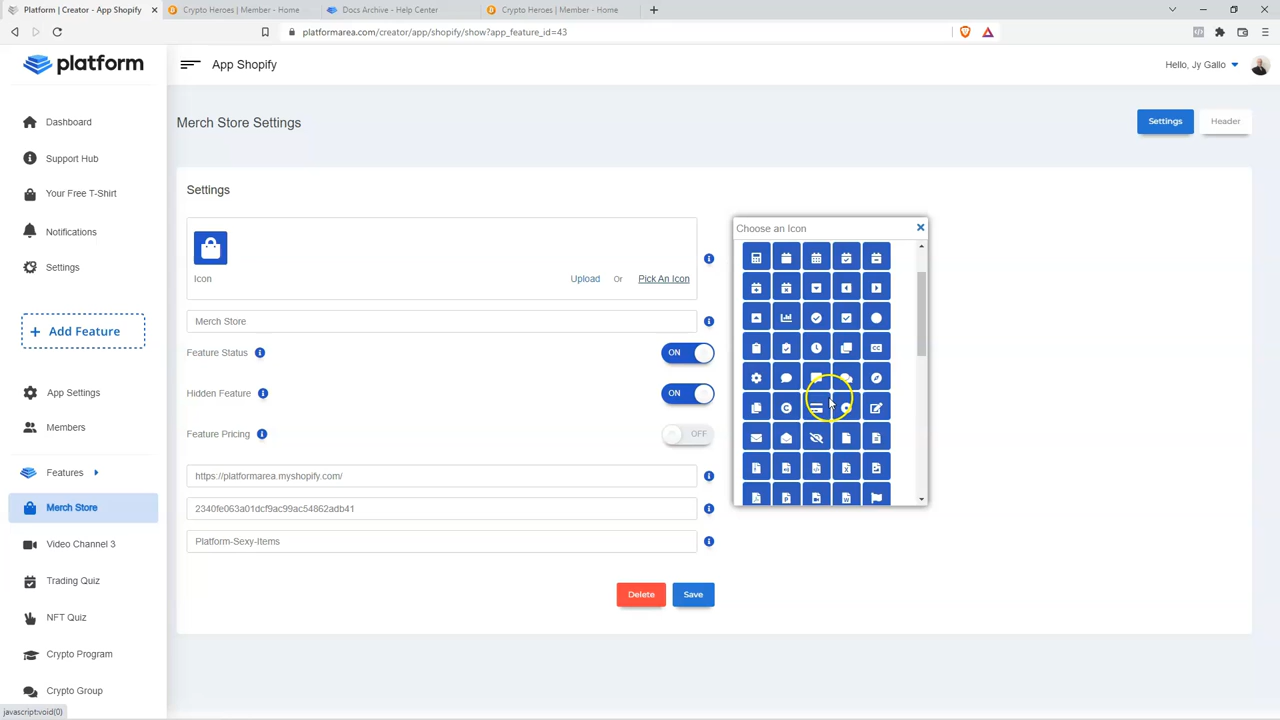 Platform | Creator - App Shopify
Crypto Heroes | Member - Home
Docs Archive - Help Center
Crypto Heroes | Member - Home
platformarea.com/creator/app/shopify/show?app_feature_id=43
platform
App Shopify
Hello, Jy Gallo
Dashboard
Support Hub
Your Free T-Shirt
Notifications
Settings
+ Add Feature
App Settings
Members
Features
Merch Store
Video Channel 3
Trading Quiz
NFT Quiz
Crypto Program
Crypto Group
javascript:void(0)
Merch Store Settings
Settings
Header
Settings
Icon
Upload Or Pick An Icon
Merch Store
Feature Status
ON
Hidden Feature
ON
Feature Pricing
OFF
https://platformarea.myshopify.com/
2340fe063a01dcf9ac99ac54862adb41
Platform-Sexy-Items
Delete
Save
Choose an Icon